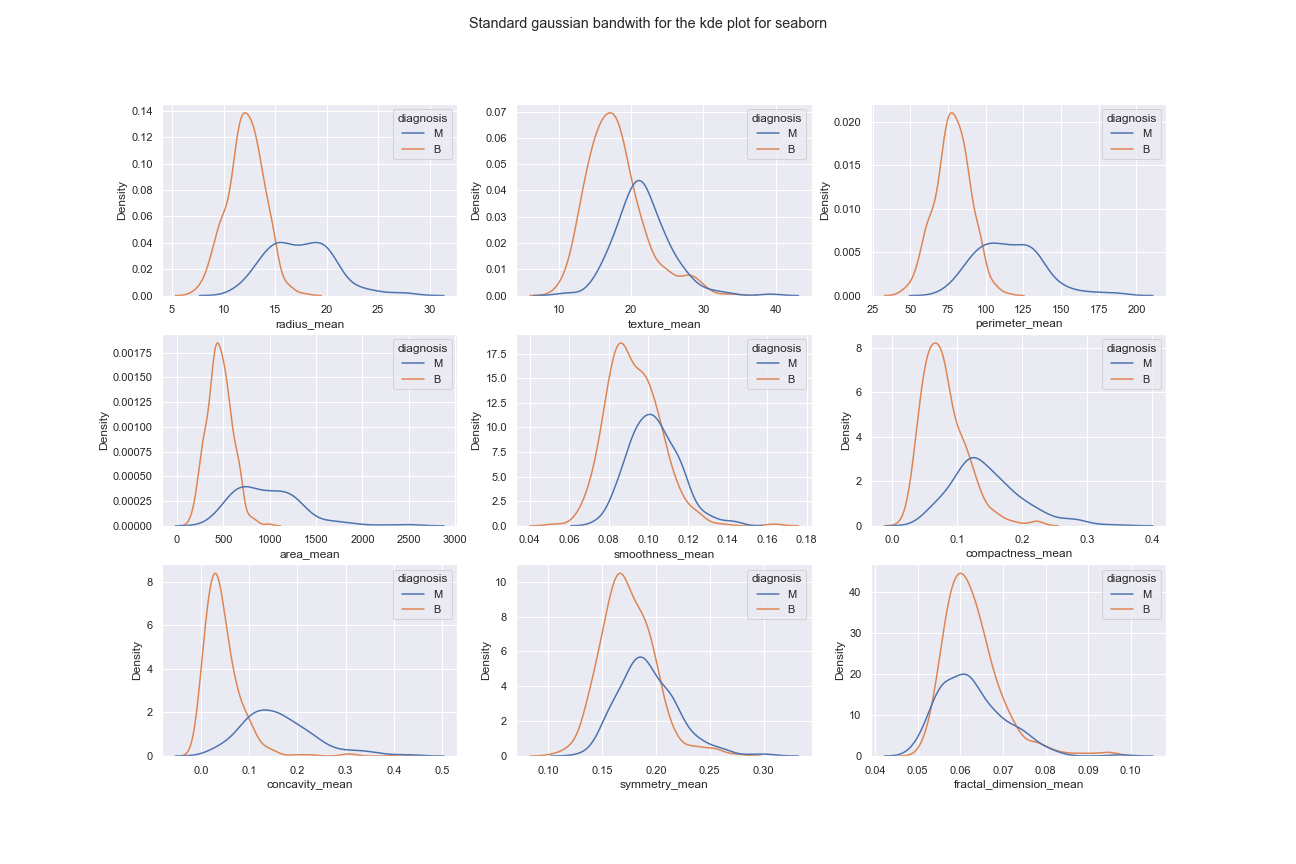 Standard gaussian bandwith for the kde plot for seaborn
0.14
0.12
0.10
0.08
0.06
0.04
0.02
0.00
Density
diagnosis
M
B
5 10 15 20 25 30
radius_mean
0.07
0.06
0.05
0.04
0.03
0.02
0.01
0.00
Density
diagnosis
M
B
10 20 30 40
texture_mean
0.020
0.015
0.010
0.005
0.000
Density
diagnosis
M
B
25 50 75 100 125 150 175 200
perimeter_mean
0.00175
0.00150
0.00125
0.00100
0.00075
0.00050
0.00025
0.00000
Density
diagnosis
M
B
0 500 1000 1500 2000 2500 3000
area_mean
17.5
15.0
12.5
10.0
7.5
5.0
2.5
0.0
Density
diagnosis
M
B
0.04 0.06 0.08 0.10 0.12 0.14 0.16 0.18
smoothness_mean
8
6
4
2
0
Density
diagnosis
M
B
0.0 0.1 0.2 0.3 0.4
compactness_mean
8
6
4
2
0
Density
diagnosis
M
B
0.0 0.1 0.2 0.3 0.4 0.5
concavity_mean
10
8
6
4
2
0
Density
diagnosis
M
B
0.10 0.15 0.20 0.25 0.30
symmetry_mean
40
30
20
10
0
Density
diagnosis
M
B
0.04 0.05 0.06 0.07 0.08 0.09 0.10
fractal_dimension_mean